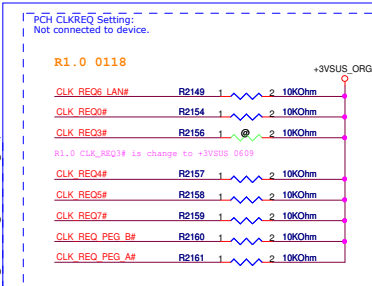 PCH CLKREQ Setting:
Not connected to device.
R1.0 0118
+3VSUS_ORG
CLK_REQ6_LAN# R2149 1 2 10KOhm
CLK_REQ0# R2154 1 2 10KOhm
CLK_REQ3# R2156 1 @ 2 10KOhm
R1.0 CLK_REQ3# is change to +3VSUS 0609
CLK_REQ4# R2157 1 2 10KOhm
CLK_REQ5# R2158 1 2 10KOhm
CLK_REQ7# R2159 1 2 10KOhm
CLK_REQ_PEG_B# R2160 1 2 10KOhm
CLK_REQ_PEG_A# R2161 1 2 10KOhm